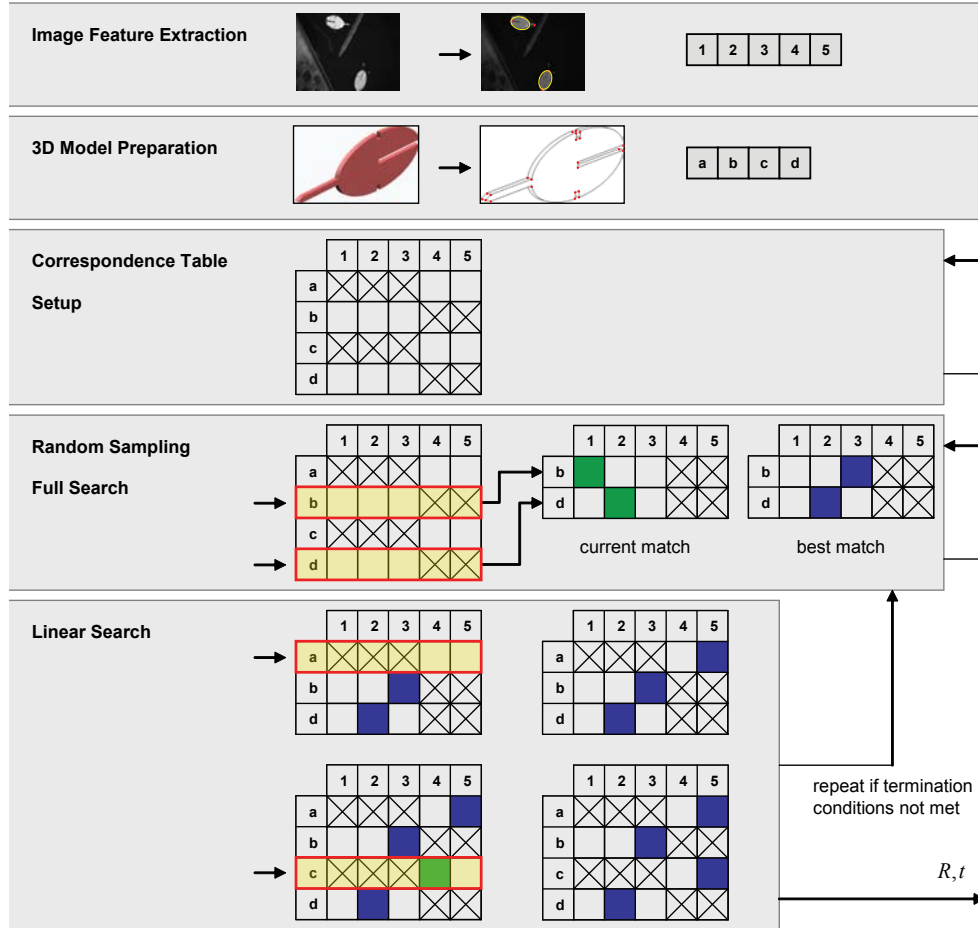 Image Feature Extraction
1 2 3 4 5
3D Model Preparation
a b c d
Correspondence Table
Setup
1 2 3 4 5
a
b
c
d
Random Sampling
Full Search
1 2 3 4 5
a
b
c
d
1 2 3 4 5
b
d
current match
1 2 3 4 5
b
d
best match
Linear Search
1 2 3 4 5
a
b
d
1 2 3 4 5
a
b
d
1 2 3 4 5
a
b
c
d
1 2 3 4 5
a
b
c
d
repeat if termination
conditions not met
R,t